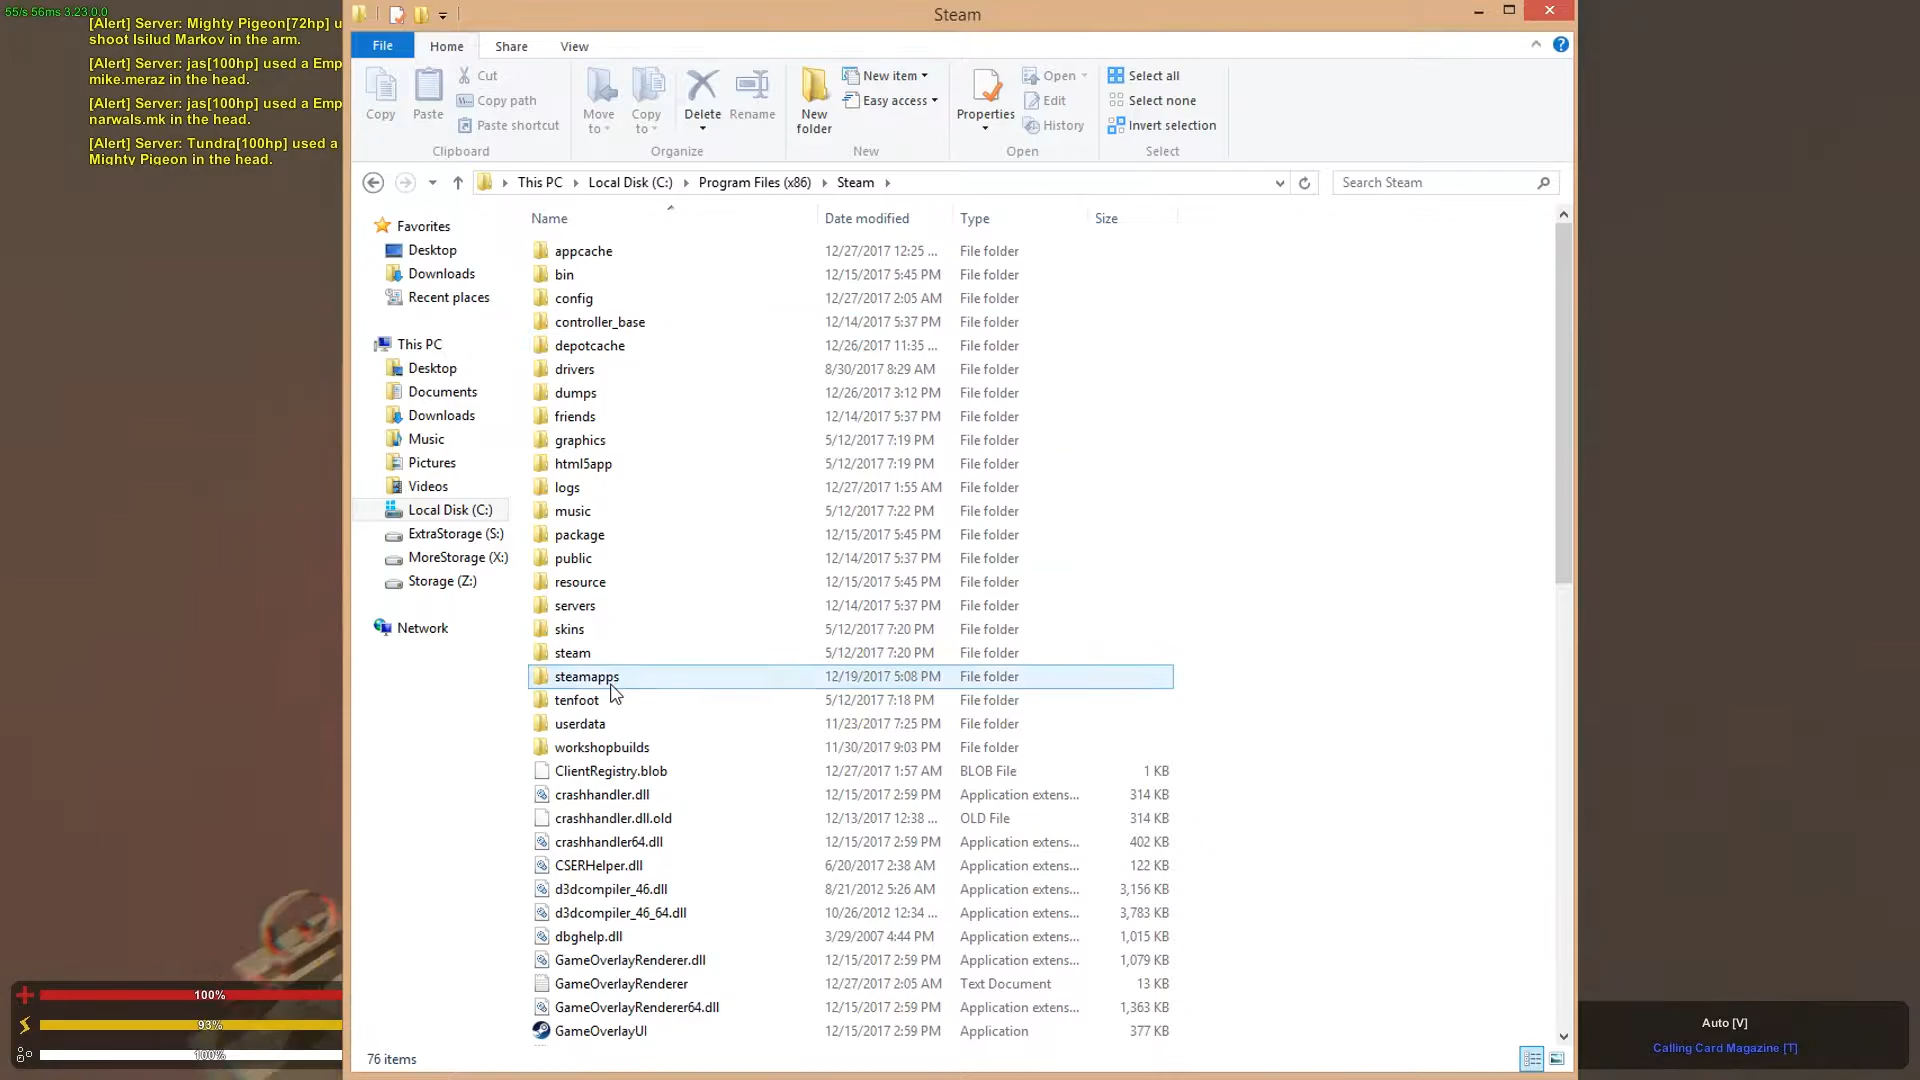 55/s 56ms 3.23.0.0
[Alert] Server: Mighty Pigeon[72hp] u
shoot Isilud Markov in the arm.
[Alert] Server: jas[100hp] used a Emp
mike.meraz in the head.
[Alert] Server: jas[100hp] used a Emp
narwals.mk in the head.
[Alert] Server: Tundra[100hp] used a
Mighty Pigeon in the head.
Steam
File Home Share View
Copy
Paste
Cut
Copy path
Paste shortcut
Clipboard
Move to
Copy to
Delete
Rename
Organize
New folder
New item
Easy access
New
Properties
Open
Edit
History
Open
Select all
Select none
Invert selection
Select
This PC Local Disk (C:) Program Files (x86) Steam
Search Steam
Favorites
Desktop
Downloads
Recent places
This PC
Desktop
Documents
Downloads
Music
Pictures
Videos
Local Disk (C:)
ExtraStorage (S:)
MoreStorage (X:)
Storage (Z:)
Network
Name Date modified Type Size
appcache 12/27/2017 12:25 ... File folder
bin 12/15/2017 5:45 PM File folder
config 12/27/2017 2:05 AM File folder
controller_base 12/14/2017 5:37 PM File folder
depotcache 12/26/2017 11:35 ... File folder
drivers 8/30/2017 8:29 AM File folder
dumps 12/26/2017 3:12 PM File folder
friends 12/14/2017 5:37 PM File folder
graphics 5/12/2017 7:19 PM File folder
html5app 5/12/2017 7:19 PM File folder
logs 12/27/2017 1:55 AM File folder
music 5/12/2017 7:22 PM File folder
package 12/15/2017 5:45 PM File folder
public 12/14/2017 5:37 PM File folder
resource 12/15/2017 5:45 PM File folder
servers 12/14/2017 5:37 PM File folder
skins 5/12/2017 7:20 PM File folder
steam 5/12/2017 7:20 PM File folder
steamapps 12/19/2017 5:08 PM File folder
tenfoot 5/12/2017 7:18 PM File folder
userdata 11/23/2017 7:25 PM File folder
workshopbuilds 11/30/2017 9:03 PM File folder
ClientRegistry.blob 12/27/2017 1:57 AM BLOB File 1 KB
crashhandler.dll 12/15/2017 2:59 PM Application extens... 314 KB
crashhandler.dll.old 12/13/2017 12:38 ... OLD File 314 KB
crashhandler64.dll 12/15/2017 2:59 PM Application extens... 402 KB
CSERHelper.dll 6/20/2017 2:38 AM Application extens... 122 KB
d3dcompiler_46.dll 8/21/2012 5:26 AM Application extens... 3,156 KB
d3dcompiler_46_64.dll 10/26/2012 12:34 ... Application extens... 3,783 KB
dbghelp.dll 3/29/2007 4:44 PM Application extens... 1,015 KB
GameOverlayRenderer.dll 12/15/2017 2:59 PM Application extens... 1,079 KB
GameOverlayRenderer 12/27/2017 2:05 AM Text Document 13 KB
GameOverlayRenderer64.dll 12/15/2017 2:59 PM Application extens... 1,363 KB
GameOverlayUI 12/15/2017 2:59 PM Application 377 KB
76 items
100%
93%
100%
Auto [V]
Calling Card Magazine [T]